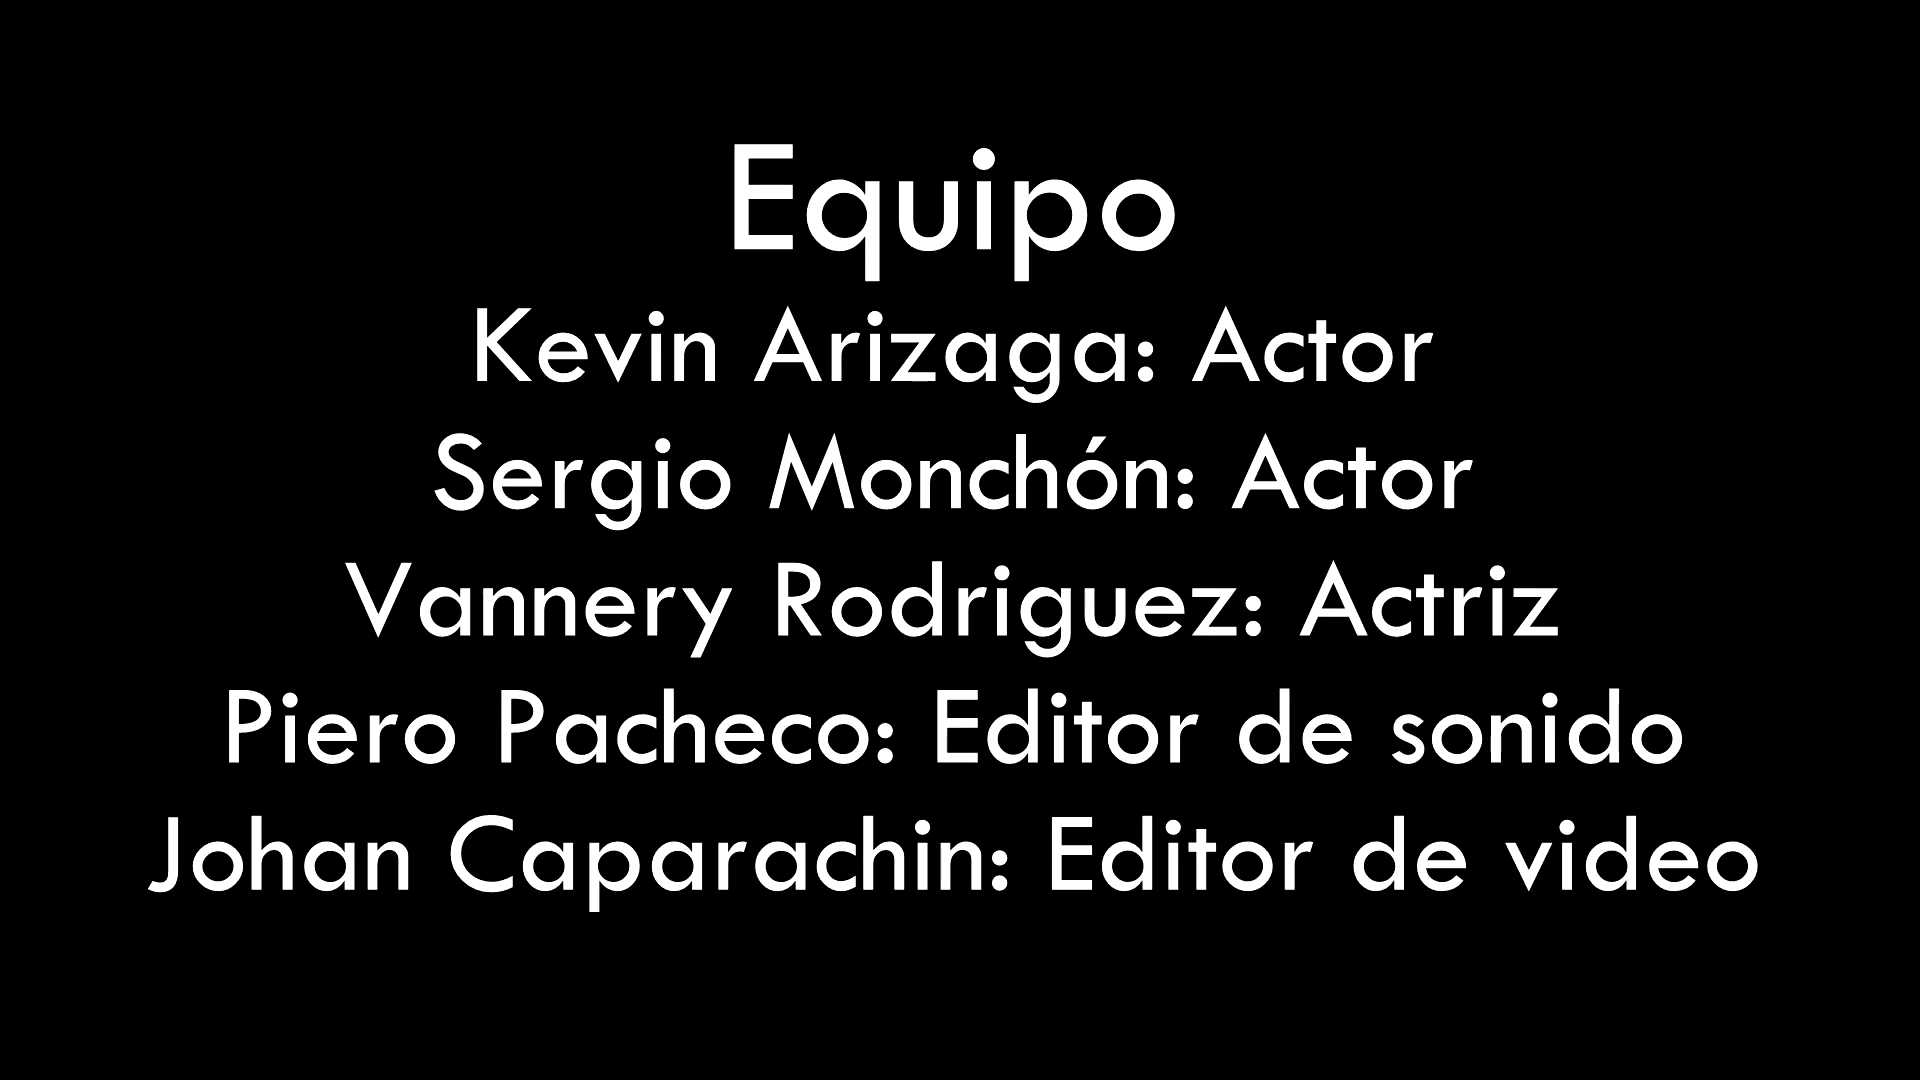 Equipo
Kevin Arizaga: Actor
Sergio Monchón: Actor
Vannery Rodriguez: Actriz
Piero Pacheco: Editor de sonido
Johan Caparachin: Editor de video